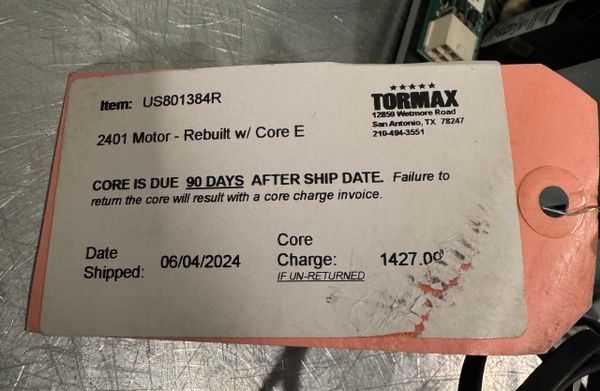 Item: US801384R
★★★★★
TORMAX
12859 Wetmore Road
San Antonio, TX 78247
210-494-3551
2401 Motor - Rebuilt w/ Core E
CORE IS DUE 90 DAYS AFTER SHIP DATE. Failure to
return the core will result with a core charge invoice.
Date
Shipped: 06/04/2024
Core
Charge: 1427.00
IF UN-RETURNED